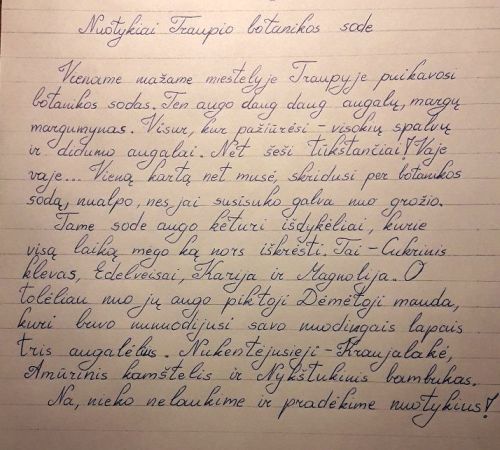 Nuotykiai Traupio botanikos sode
Viename mažame miestelyje Traupyje puikavosi
botanikos sodas. Ten augo daug daug augalų, margų
margumynas. Visur, kur pažiūrėsi - visokių spalvų
ir didumo augalai. Net šeši tūkstančiai! Vaje
vaje... Vieną kartą net musė, skridusi per botanikos
sodą, nualpo, nes jai susisuko galva nuo grožio.
Tame sode augo keturi išdykėliai, kurie
visą laiką mėgo ką nors iškrėsti. Tai - Cukrinis
klevas, Edelveisai, Karija ir Magnolija. O
tolėliau nuo jų augo piktoji Dėmėtoji mauda,
kuri buvo nunuodijusi savo nuodingais lapais
tris augalėlius. Nukentėjusieji - Kraujalakė,
Amūrinis kamštelis ir Nykštukinis bambukas.
Na, nieko nelaukime ir pradėkime nuotykius!